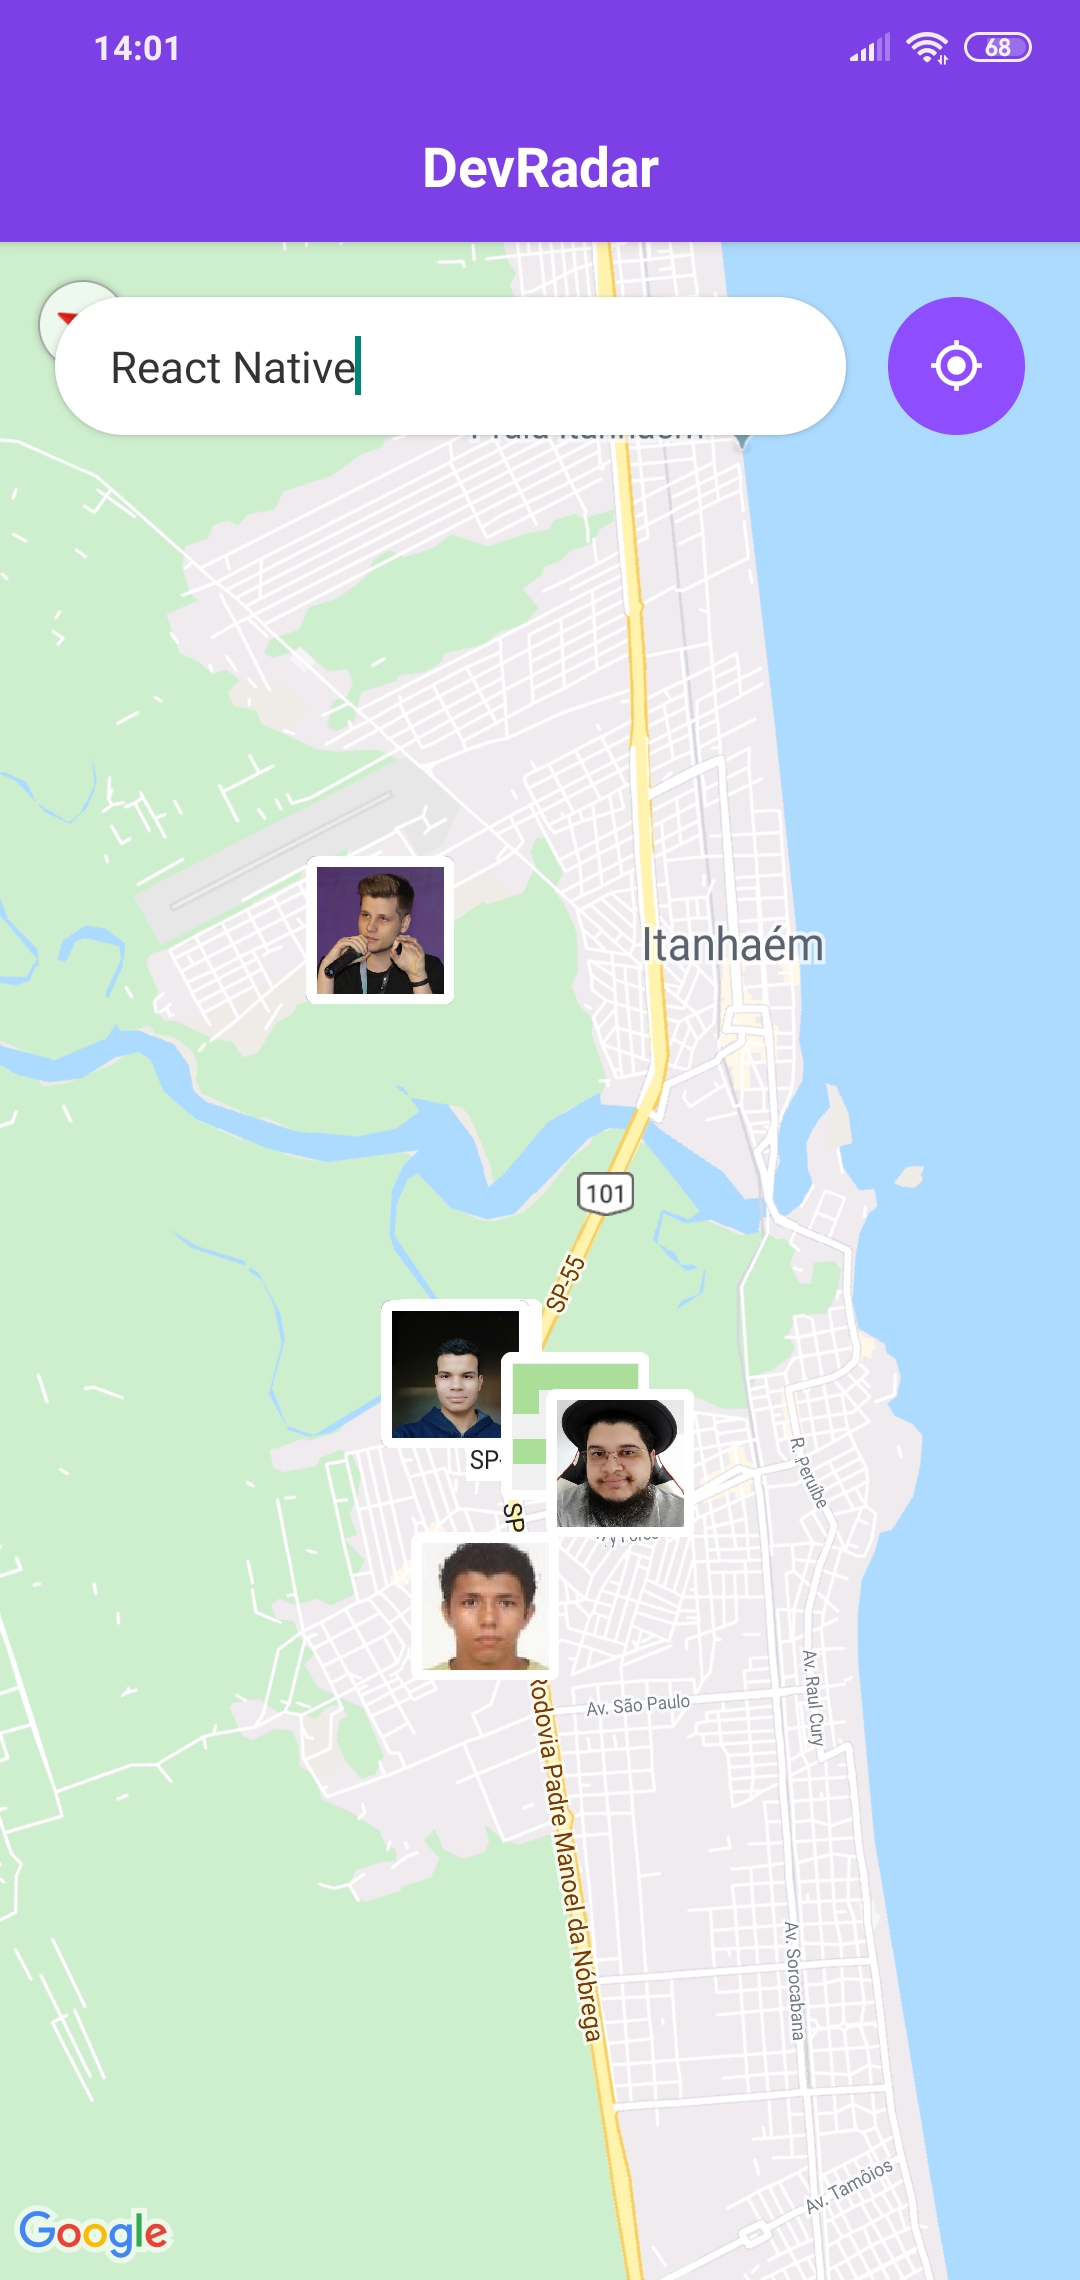 14:01
68
DevRadar
React Native
Itanhaém
101
SP-55
SP-
SP
R. Peruíbe
Av. São Paulo
Av. Raul Cury
Rodovia Padre Manoel da Nóbrega
Av. Sorocabana
Av. Tamôios
Google